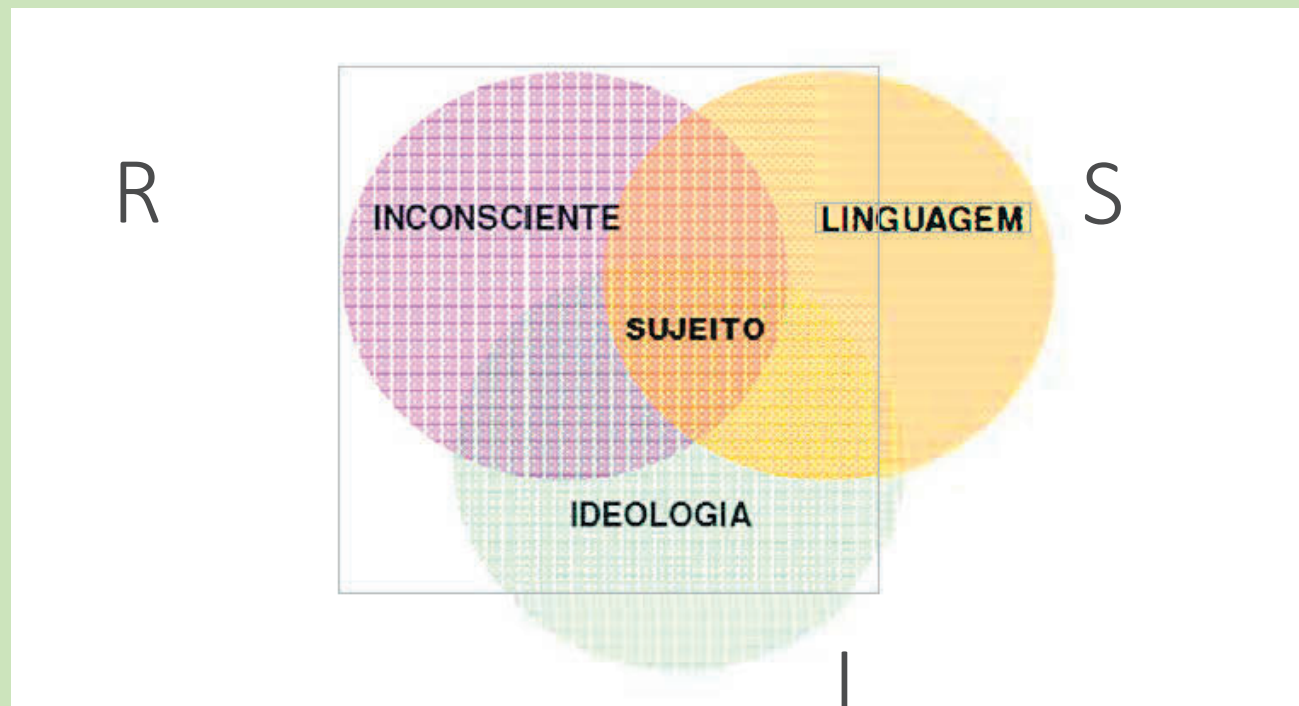 R
S
INCONSCIENTE
LINGUAGEM
SUJEITO
IDEOLOGIA
I